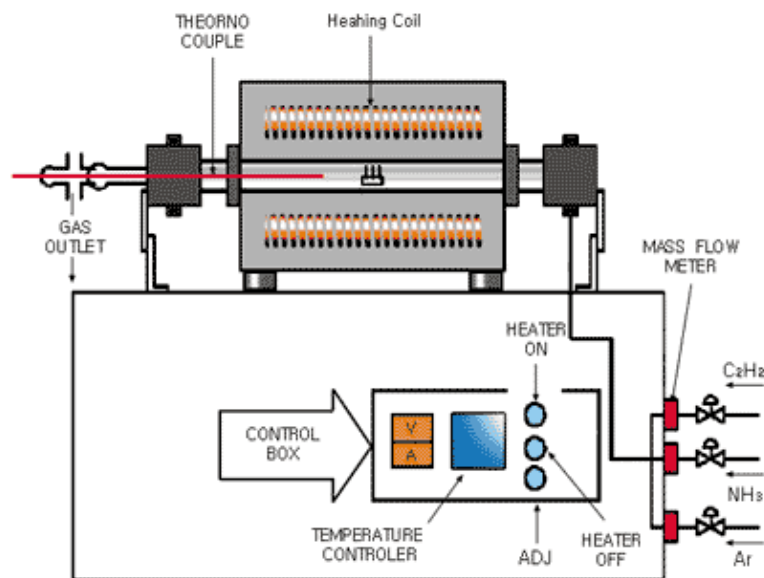 THEORNO
COUPLE
Heahing Coil
GAS
OUTLET
MASS FLOW
METER
HEATER
ON
C₂H₂
CONTROL
BOX
V
A
NH₃
TEMPERATURE
CONTROLER
ADJ
HEATER
OFF
Ar